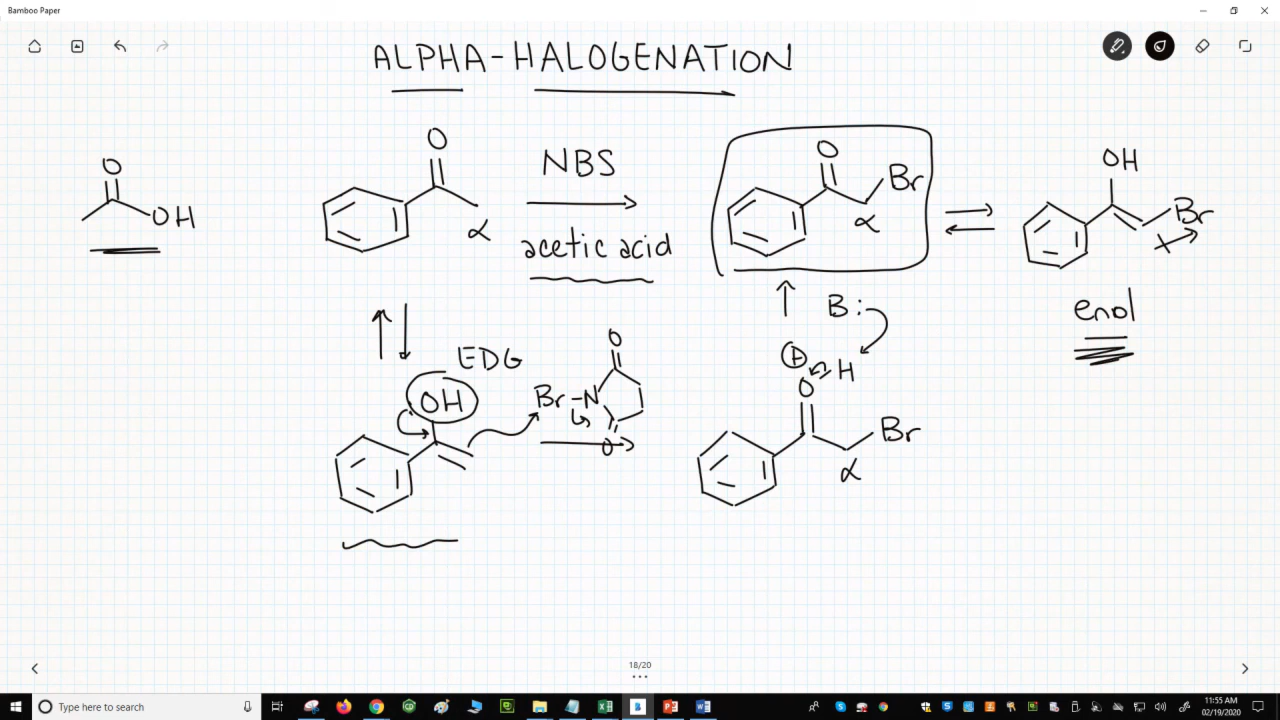 Bamboo Paper
ALPHA-HALOGENATION
O
OH
O
α
NBS
acetic acid
O
Br
α
OH
Br
enol
EDG
OH
Br-N
O
O
B:
⊕
H
O
Br
α
18/20
Type here to search
11:55 AM
02/19/2020